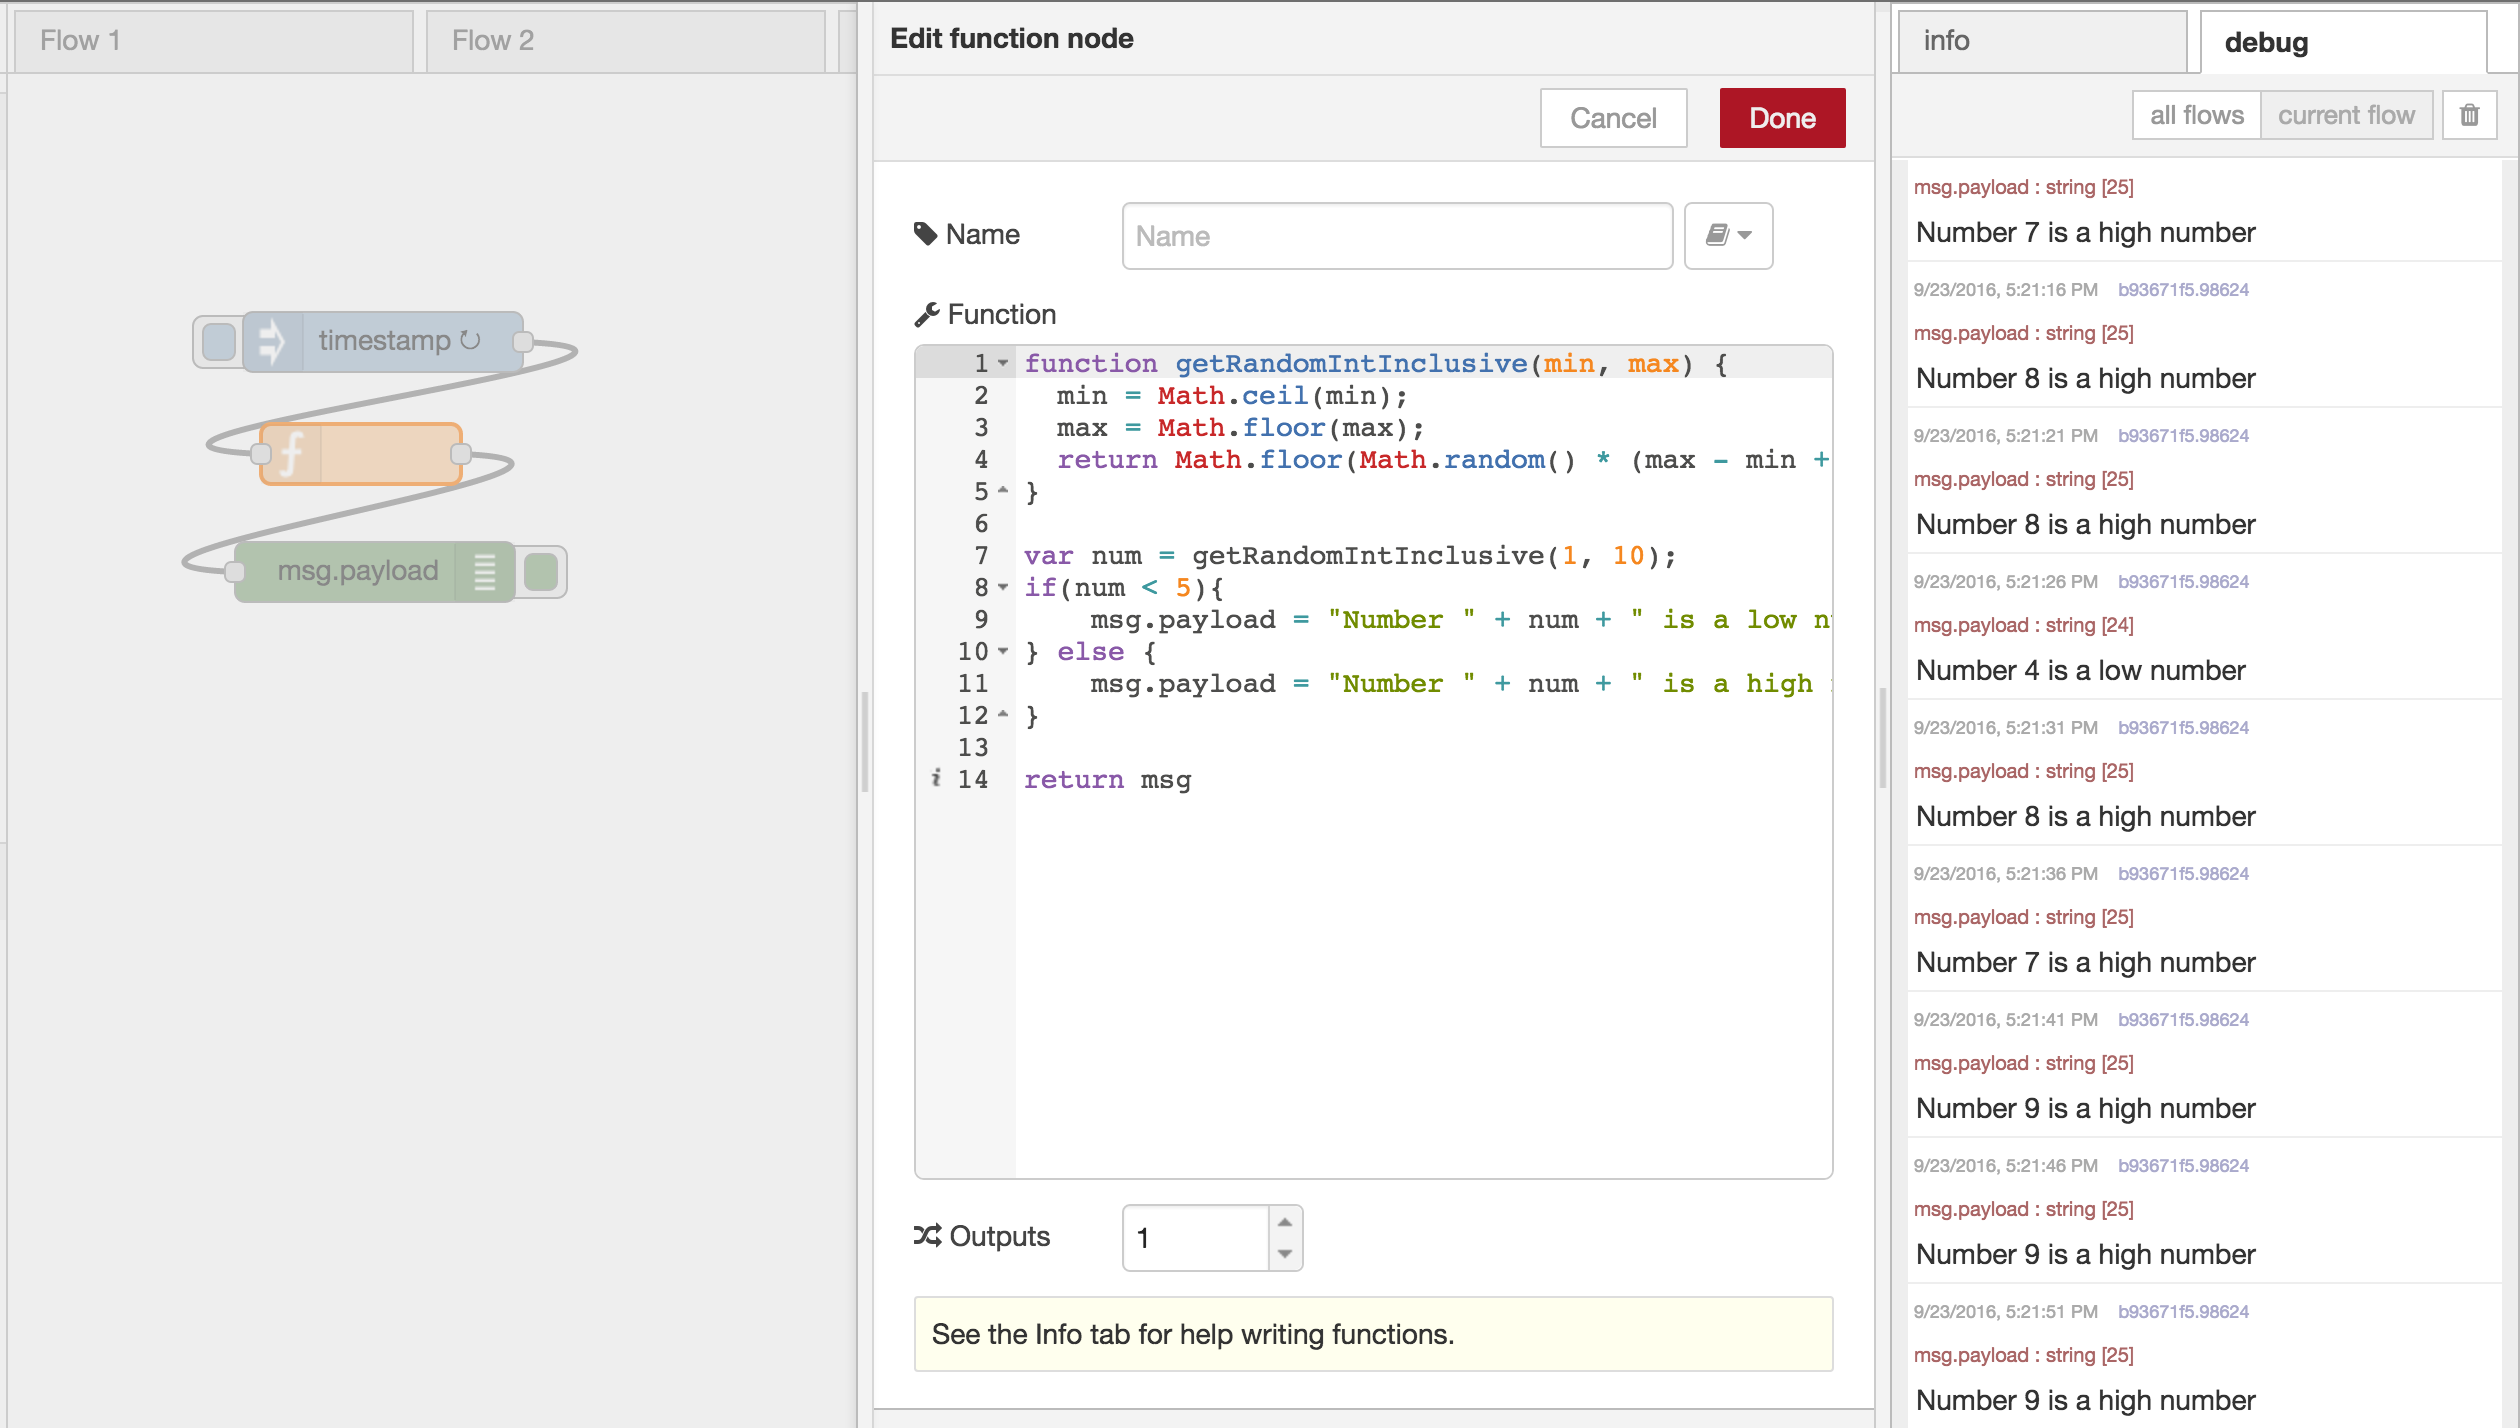 Flow 1
Flow 2
timestamp ↻
f
msg.payload
Edit function node
Cancel
Done
Name
Name
Function
1 function getRandomIntInclusive(min, max) {
2 min = Math.ceil(min);
3 max = Math.floor(max);
4 return Math.floor(Math.random() * (max - min +
5 }
6
7 var num = getRandomIntInclusive(1, 10);
8 if(num < 5){
9 msg.payload = "Number " + num + " is a low
10 } else {
11 msg.payload = "Number " + num + " is a high
12 }
13
i 14 return msg
Outputs
1
See the Info tab for help writing functions.
info
debug
all flows
current flow
msg.payload : string [25]
Number 7 is a high number
9/23/2016, 5:21:16 PM b93671f5.98624
msg.payload : string [25]
Number 8 is a high number
9/23/2016, 5:21:21 PM b93671f5.98624
msg.payload : string [25]
Number 8 is a high number
9/23/2016, 5:21:26 PM b93671f5.98624
msg.payload : string [24]
Number 4 is a low number
9/23/2016, 5:21:31 PM b93671f5.98624
msg.payload : string [25]
Number 8 is a high number
9/23/2016, 5:21:36 PM b93671f5.98624
msg.payload : string [25]
Number 7 is a high number
9/23/2016, 5:21:41 PM b93671f5.98624
msg.payload : string [25]
Number 9 is a high number
9/23/2016, 5:21:46 PM b93671f5.98624
msg.payload : string [25]
Number 9 is a high number
9/23/2016, 5:21:51 PM b93671f5.98624
msg.payload : string [25]
Number 9 is a high number